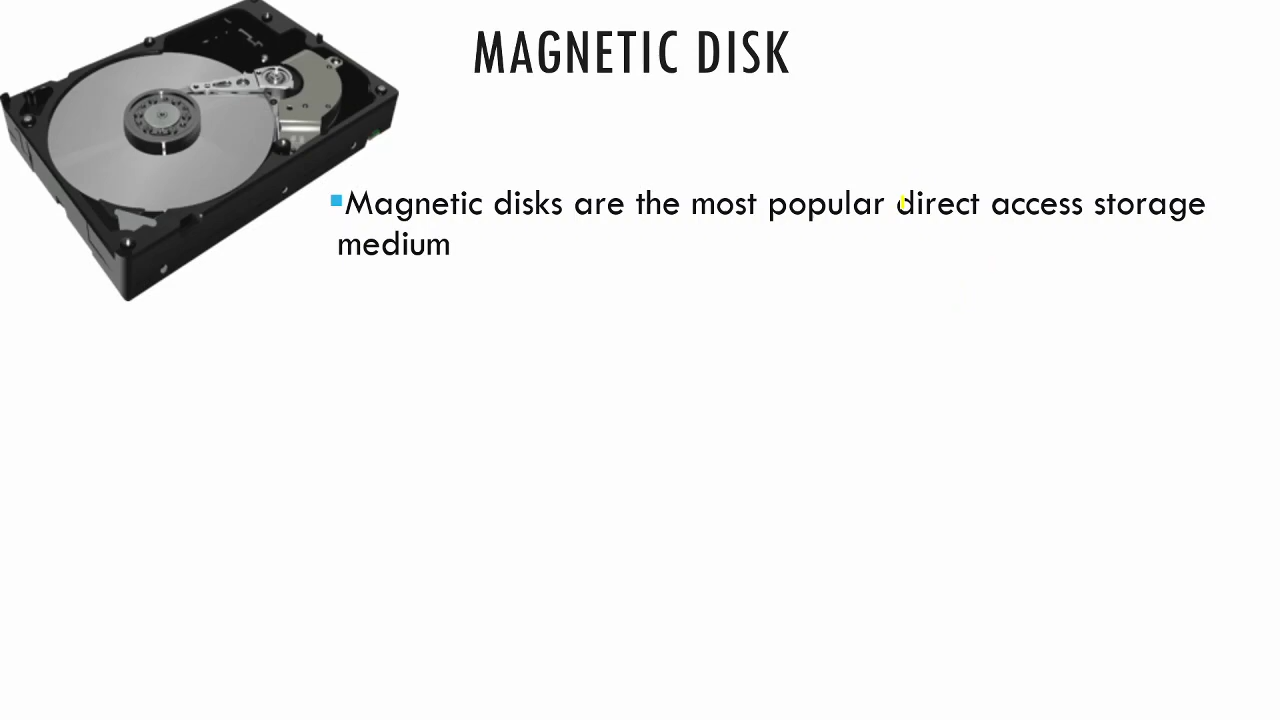 MAGNETIC DISK
Magnetic disks are the most popular direct access storage
medium